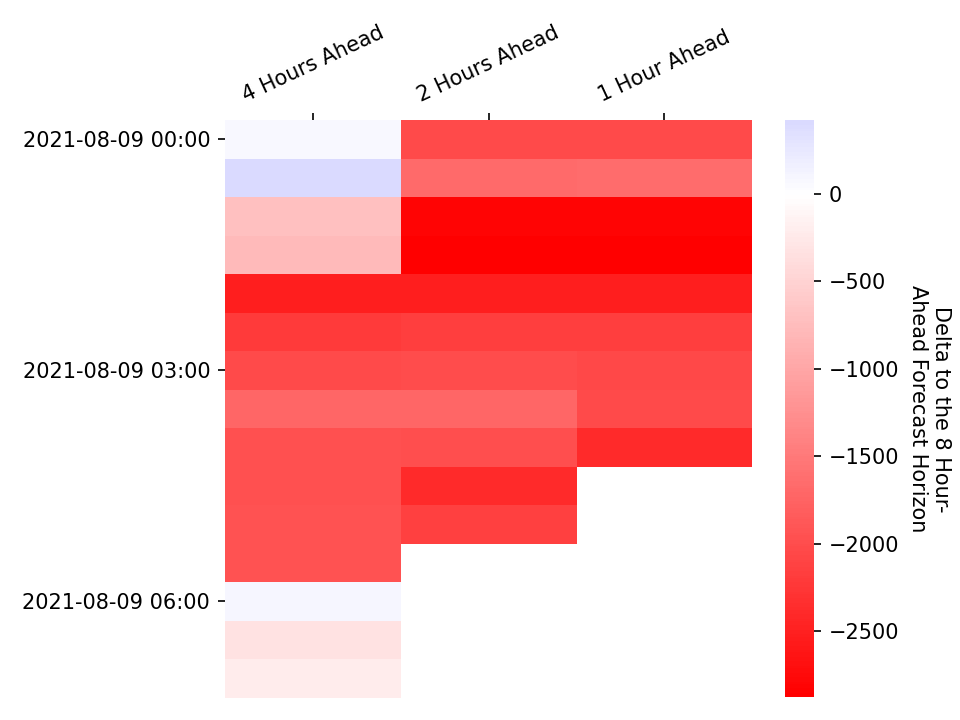 4 Hours Ahead
2 Hours Ahead
1 Hour Ahead
2021-08-09 00:00
2021-08-09 03:00
2021-08-09 06:00
0
−500
−1000
−1500
−2000
−2500
Delta to the 8 Hour-
Ahead Forecast Horizon